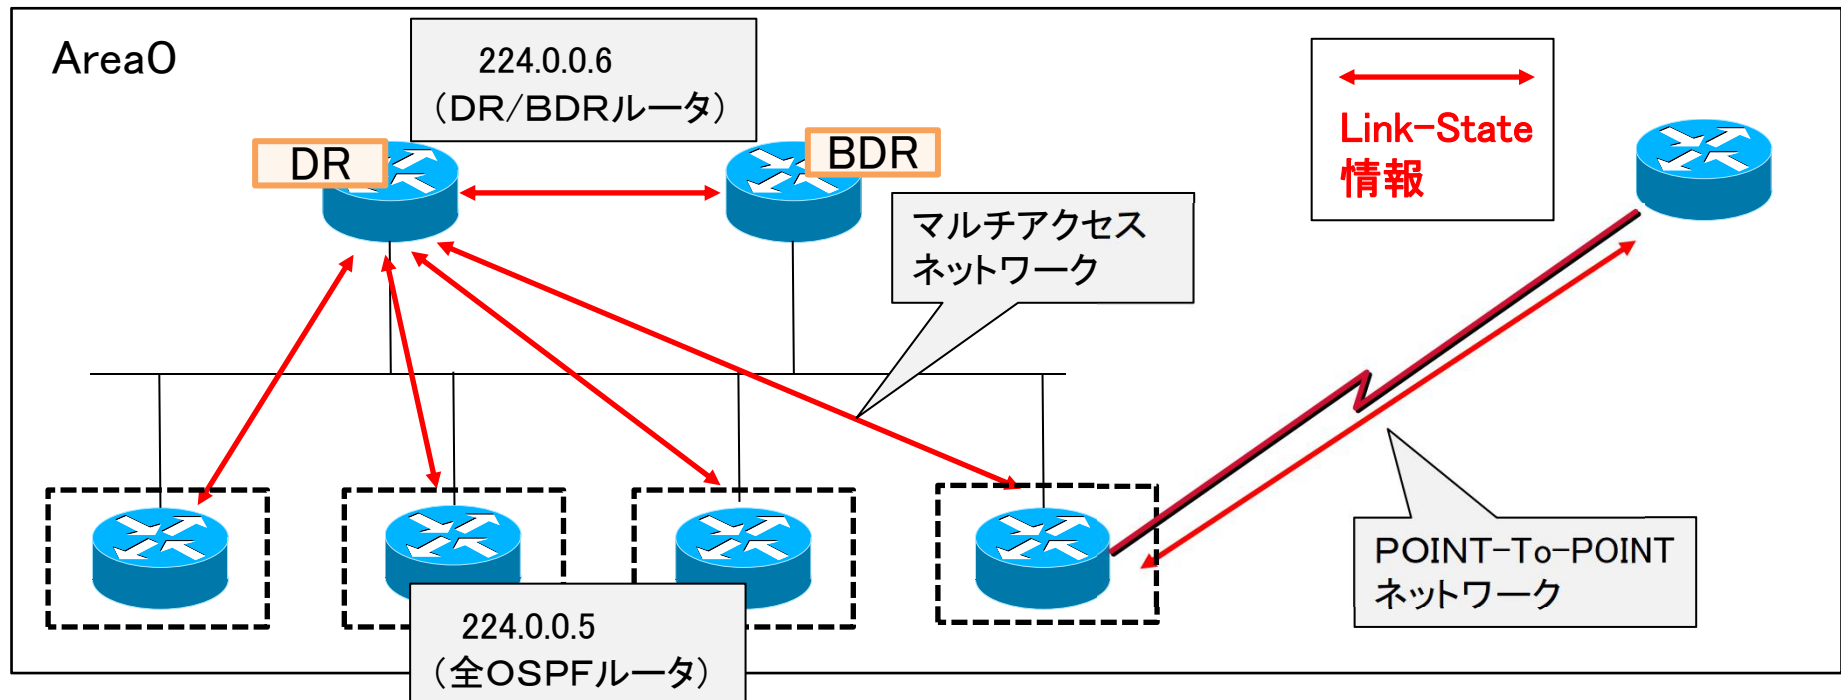 Area0
224.0.0.6
（DR/BDRルータ）
DR
BDR
Link-State
情報
マルチアクセス
ネットワーク
POINT-To-POINT
ネットワーク
224.0.0.5
（全OSPFルータ）